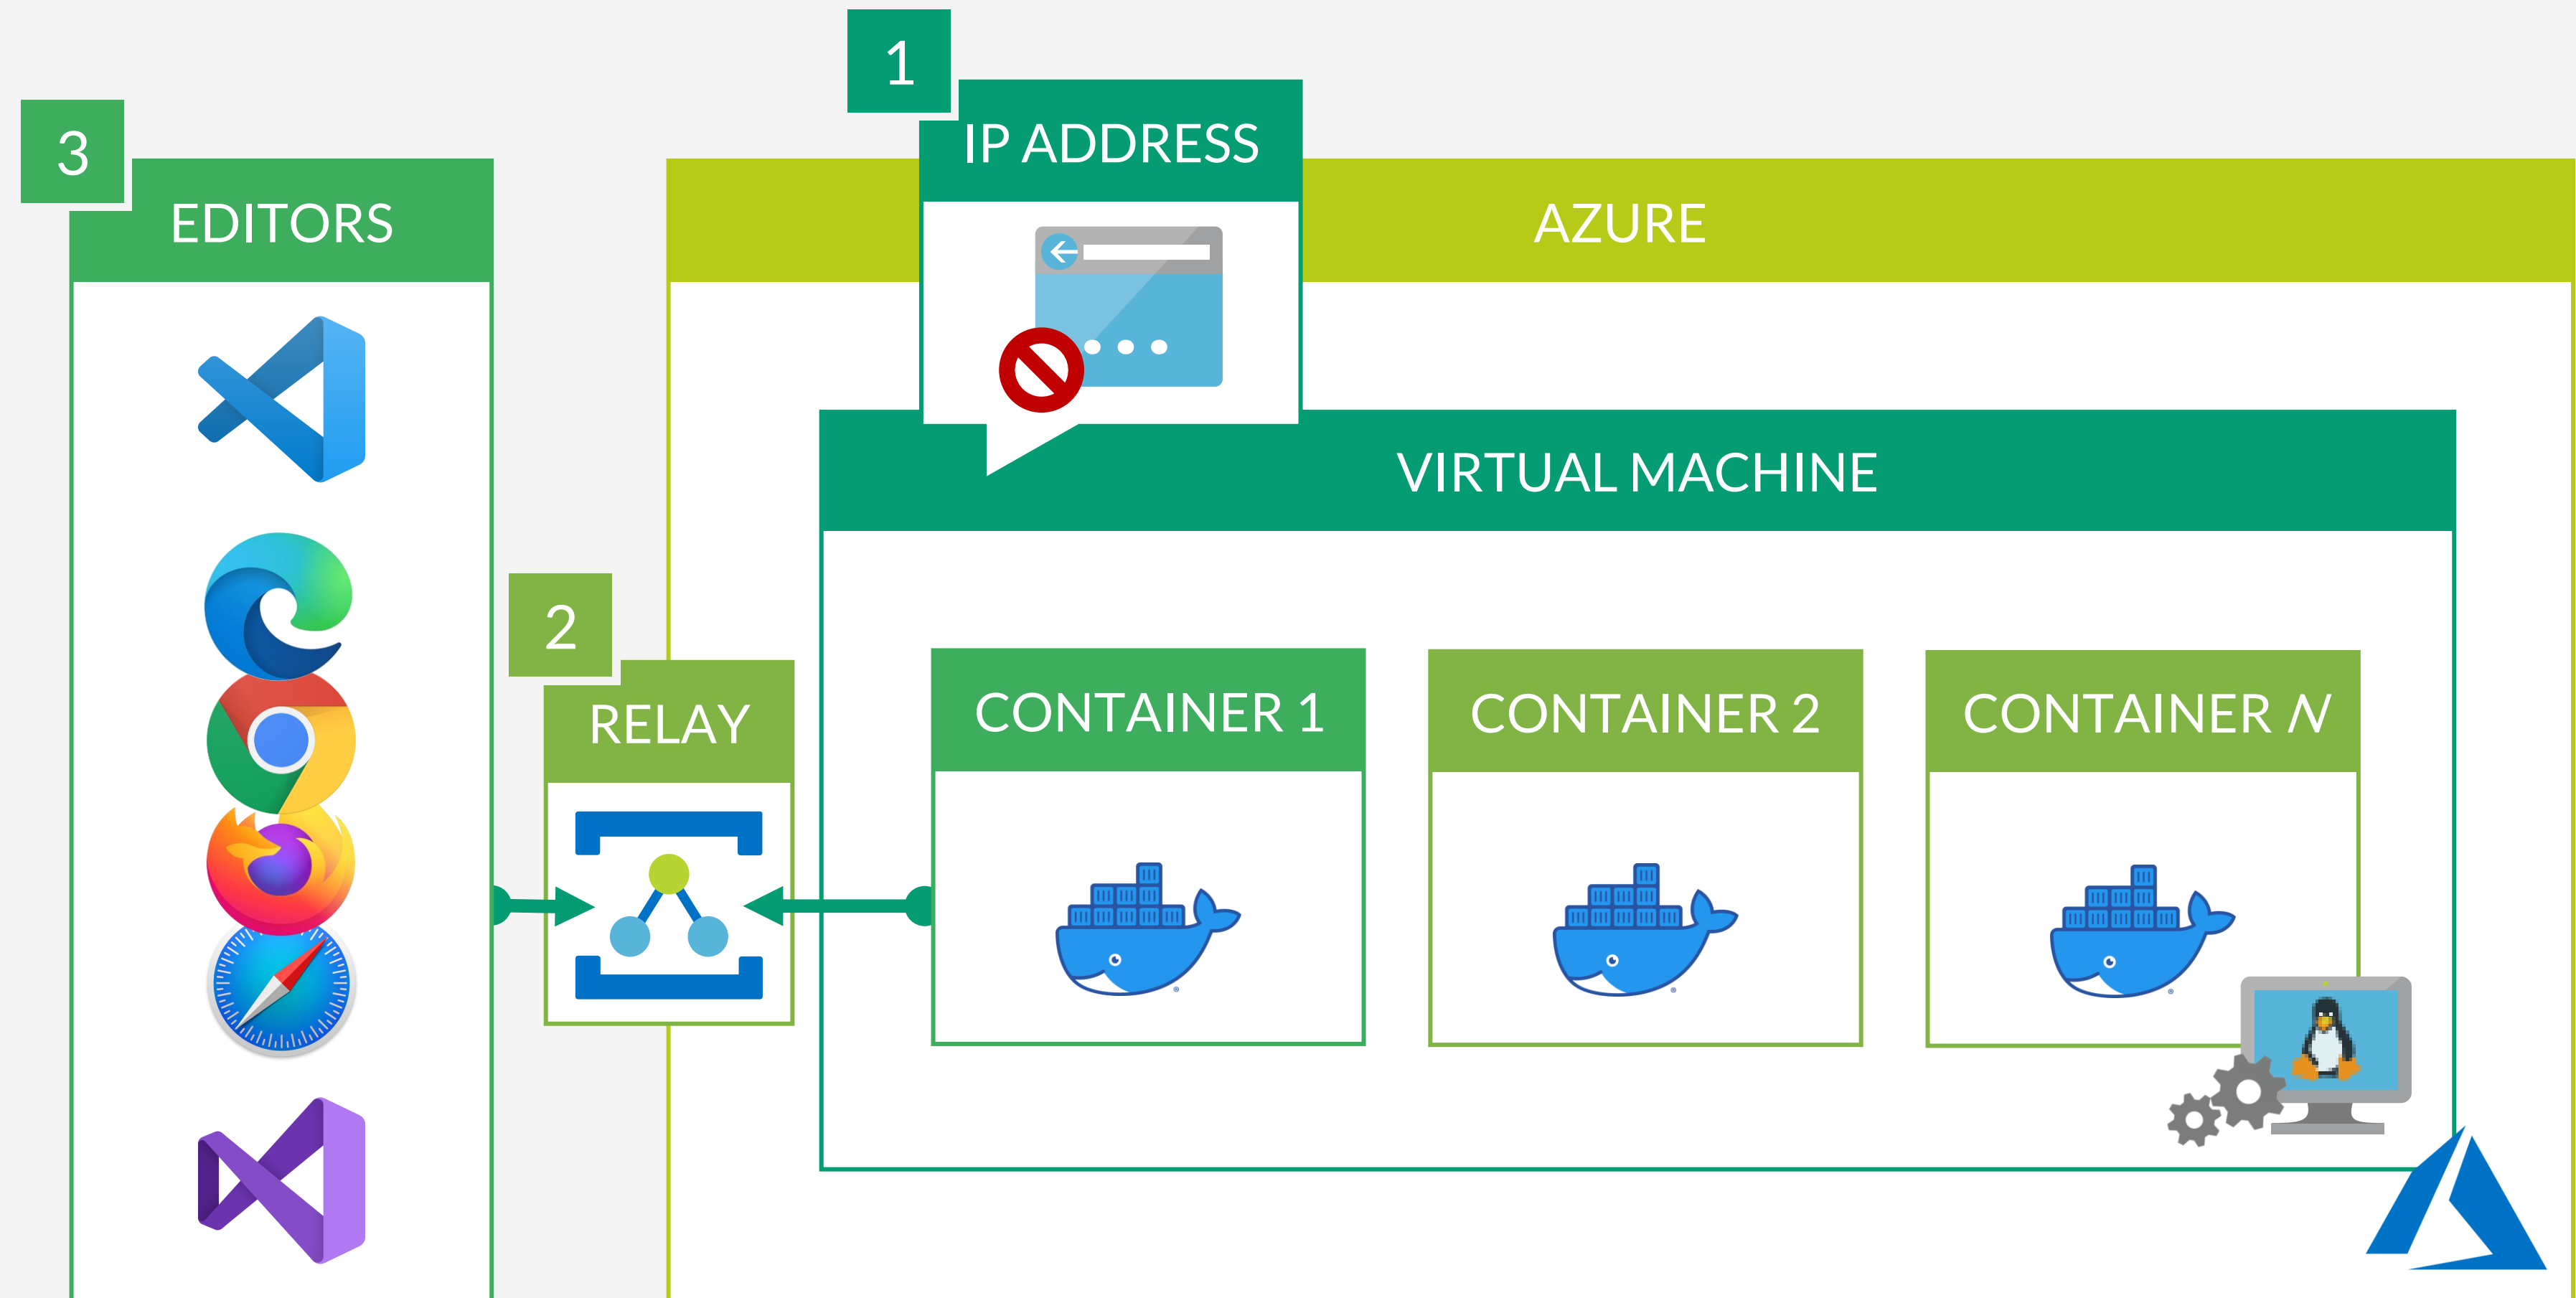 1
IP ADDRESS
3
EDITORS
AZURE
VIRTUAL MACHINE
2
RELAY
CONTAINER 1
CONTAINER 2
CONTAINER N